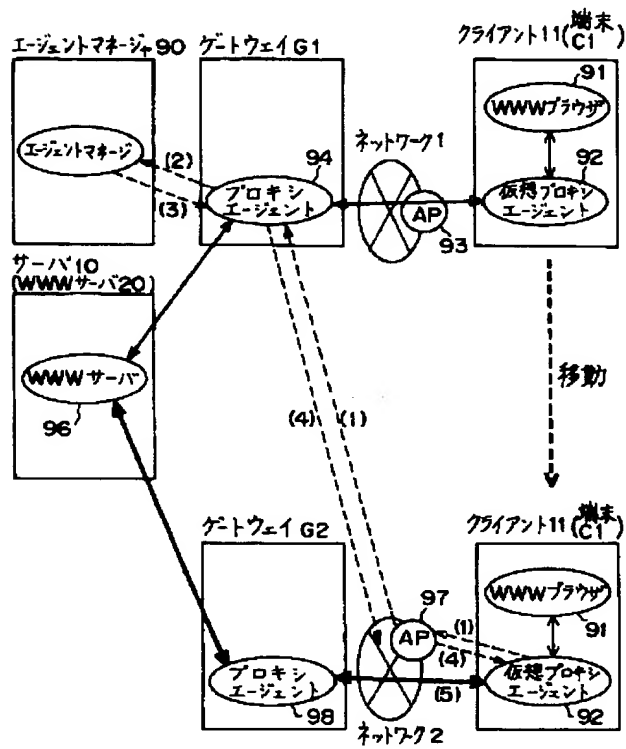 エージェントマネージャ90
ゲートウェイG1
クライアント11(端末C1)
エージェントマネージャ
(2)
(3)
94
プロキシ
エージェント
ネットワーク1
AP
93
91
WWWブラウザ
92
仮想プロキシ
エージェント
サーバ10
(WWWサーバ20)
WWWサーバ
96
(4)
(1)
移動
ゲートウェイG2
クライアント11(端末C1)
プロキシ
エージェント
98
97
AP
(1)
(4)
(5)
ネットワーク2
WWWブラウザ
91
仮想プロキシ
エージェント
92